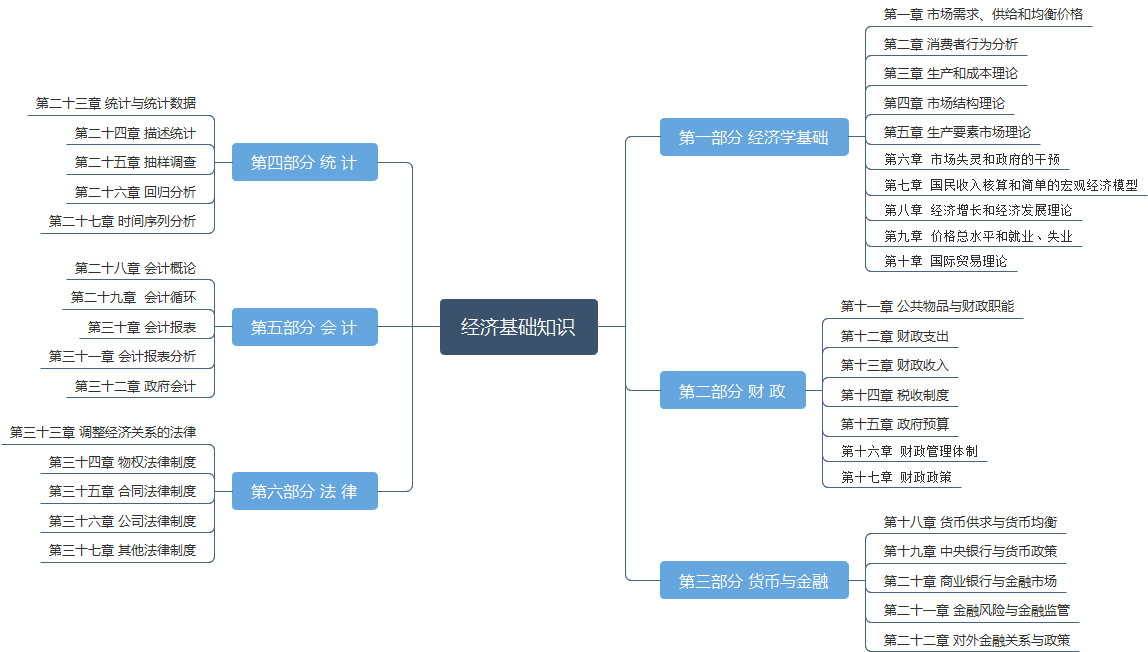 经济基础知识
第一部分 经济学基础
第一章 市场需求、供给和均衡价格
第二章 消费者行为分析
第三章 生产和成本理论
第四章 市场结构理论
第五章 生产要素市场理论
第六章 市场失灵和政府的干预
第七章 国民收入核算和简单的宏观经济模型
第八章 经济增长和经济发展理论
第九章 价格总水平和就业、失业
第十章 国际贸易理论
第二部分 财 政
第十一章 公共物品与财政职能
第十二章 财政支出
第十三章 财政收入
第十四章 税收制度
第十五章 政府预算
第十六章 财政管理体制
第十七章 财政政策
第三部分 货币与金融
第十八章 货币供求与货币均衡
第十九章 中央银行与货币政策
第二十章 商业银行与金融市场
第二十一章 金融风险与金融监管
第二十二章 对外金融关系与政策
第四部分 统 计
第二十三章 统计与统计数据
第二十四章 描述统计
第二十五章 抽样调查
第二十六章 回归分析
第二十七章 时间序列分析
第五部分 会 计
第二十八章 会计概论
第二十九章 会计循环
第三十章 会计报表
第三十一章 会计报表分析
第三十二章 政府会计
第六部分 法 律
第三十三章 调整经济关系的法律
第三十四章 物权法律制度
第三十五章 合同法律制度
第三十六章 公司法律制度
第三十七章 其他法律制度